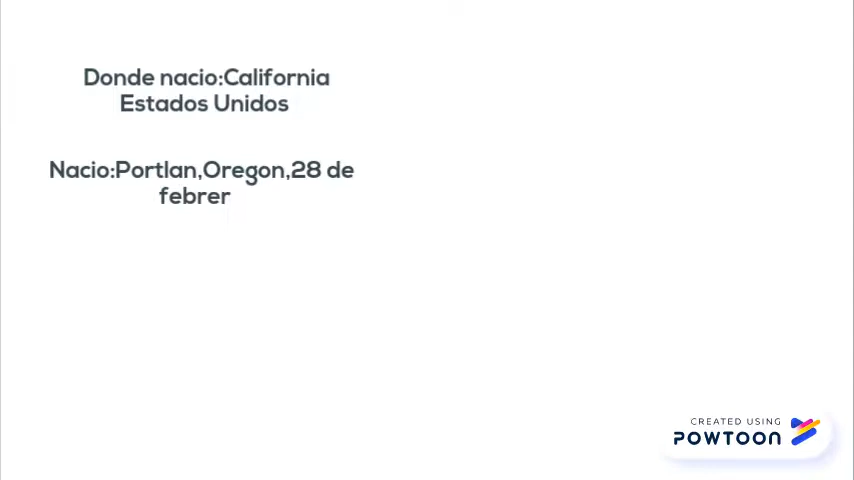 Donde nacio:California
Estados Unidos
Nacio:Portlan,Oregon,28 de
febrer
CREATED USING
POWTOON